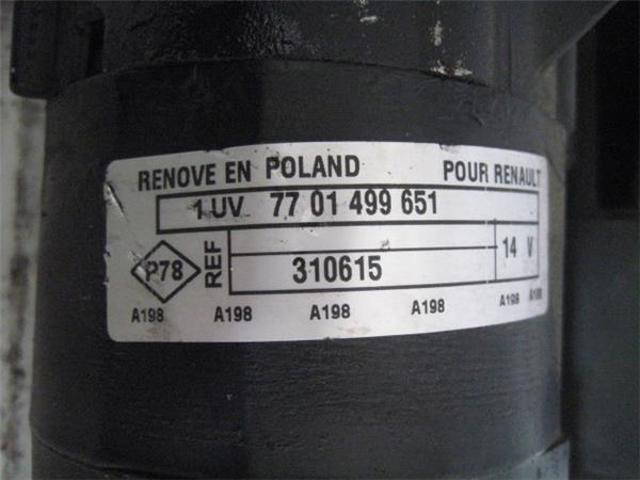 RENOVE EN POLAND POUR RENAULT
1 UV 77 01 499 651
P78 REF 310615 14 V
A198 A198 A198 A198 A198 A198